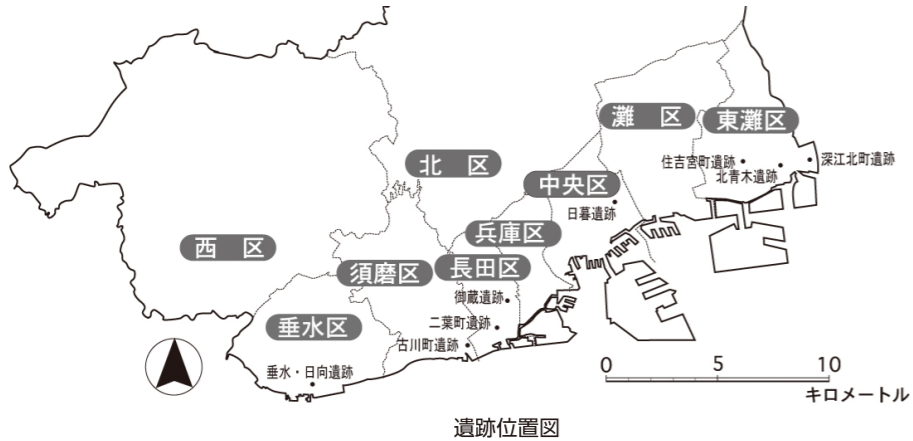 灘　区
東灘区
住吉宮町遺跡
深江北町遺跡
北青木遺跡
北　区
中央区
日暮遺跡
兵庫区
西　区
須磨区
長田区
御蔵遺跡
垂水区
二葉町遺跡
古川町遺跡
垂水・日向遺跡
0 5 10
キロメートル
遺跡位置図